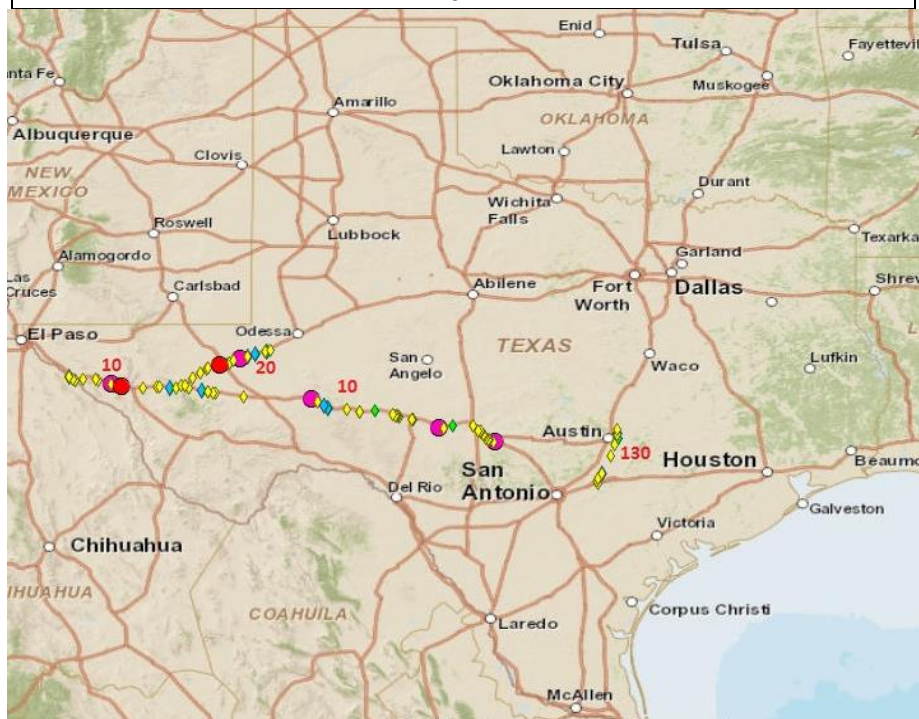 Enid
Tulsa
Fayettevil
nta Fe
Oklahoma City
Muskogee
Amarillo
OKLAHOMA
Albuquerque
Clovis
Lawton
NEW
MEXICO
Durant
Wichita
Falls
Roswell
Lubbock
Texarka
Alamogordo
Garland
Las
Cruces
Carlsbad
Abilene
Fort
Worth
Dallas
Shrev
El Paso
Odessa
TEXAS
San
Angelo
Waco
Lufkin
10
20
10
Austin
130
Houston
Beaumo
San
Antonio
Del Rio
Galveston
Victoria
Chihuahua
IHUAHUA
COAHUILA
Corpus Christi
Laredo
McAllen